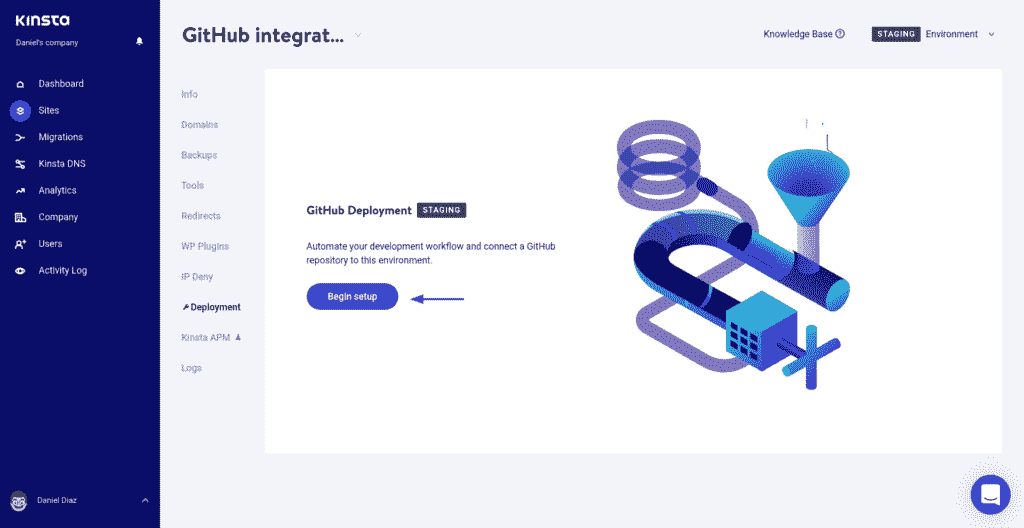 KINSTA
Daniel's company
Dashboard
Sites
Migrations
Kinsta DNS
Analytics
Company
Users
Activity Log
Daniel Diaz
GitHub integrat...
Knowledge Base
STAGING Environment
Info
Domains
Backups
Tools
Redirects
WP Plugins
IP Deny
Deployment
Kinsta APM
Logs
GitHub Deployment STAGING
Automate your development workflow and connect a GitHub
repository to this environment.
Begin setup